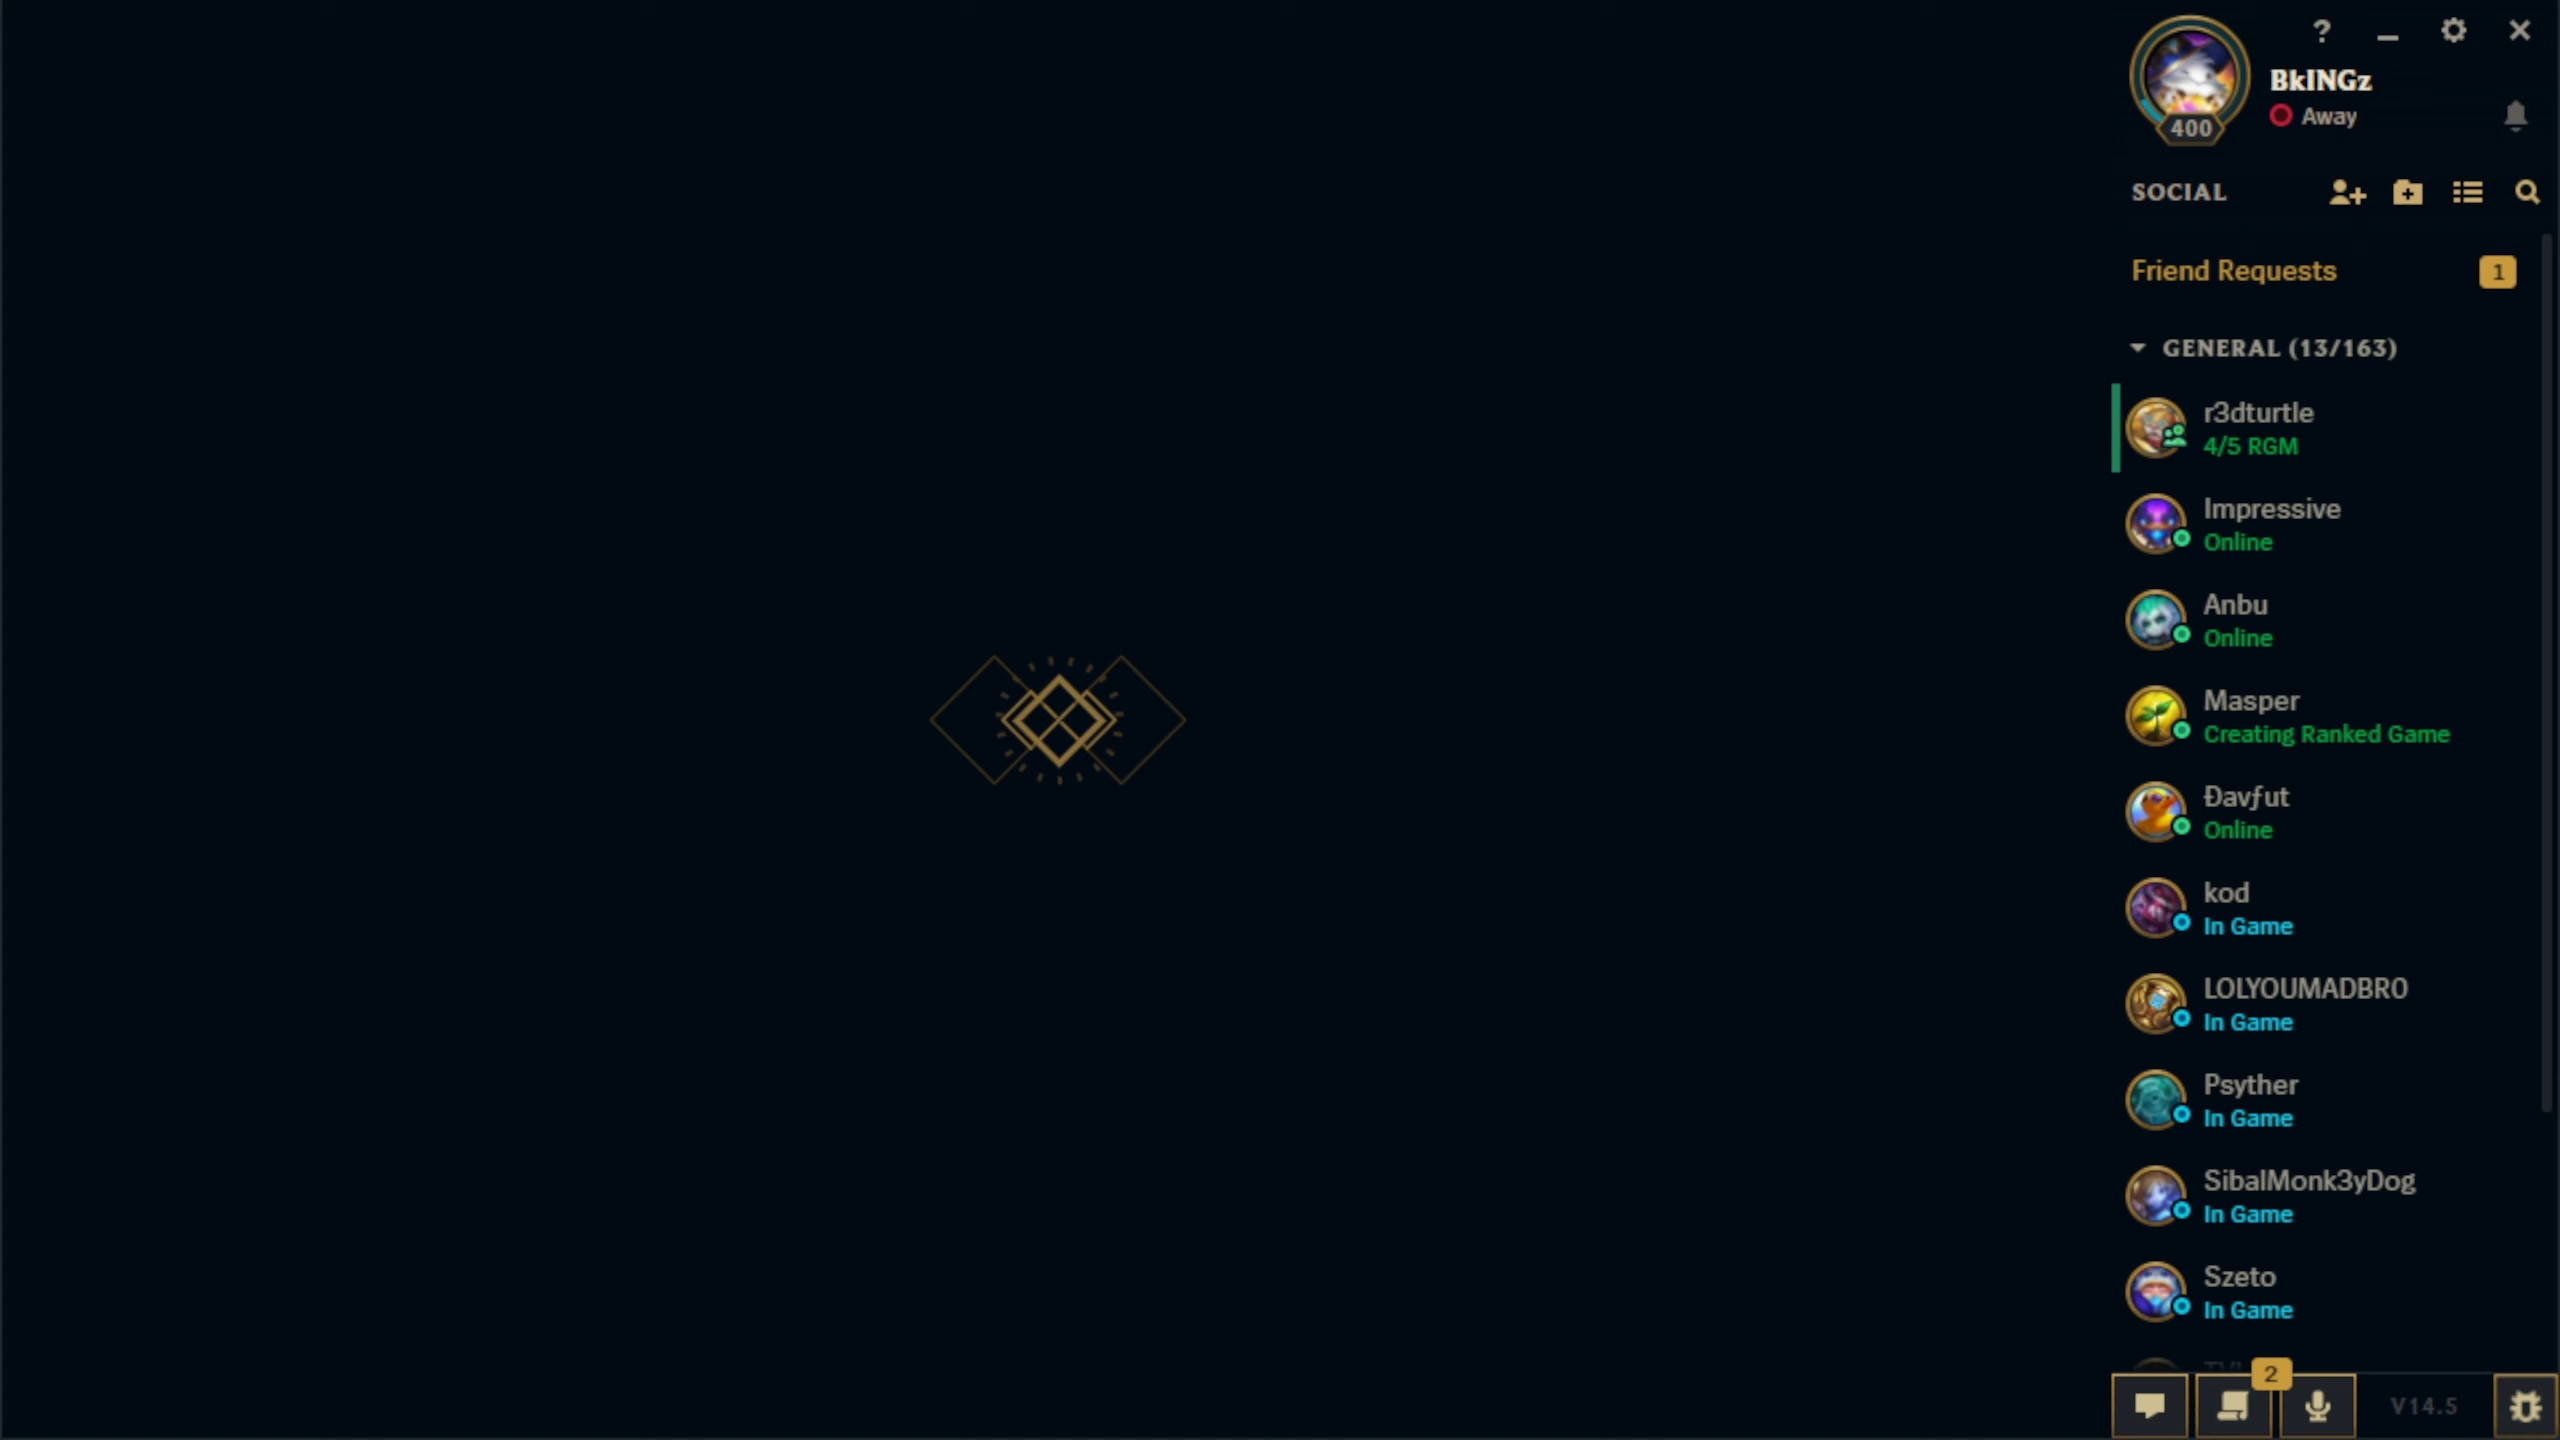 ?
BkINGz
400
Away
SOCIAL
Friend Requests
1
GENERAL (13/163)
r3dturtle
4/5 RGM
Impressive
Online
Anbu
Online
Masper
Creating Ranked Game
Đavƒut
Online
kod
In Game
LOLYOUMADBR0
In Game
Psyther
In Game
SibalMonk3yDog
In Game
Szeto
In Game
2
V14.5